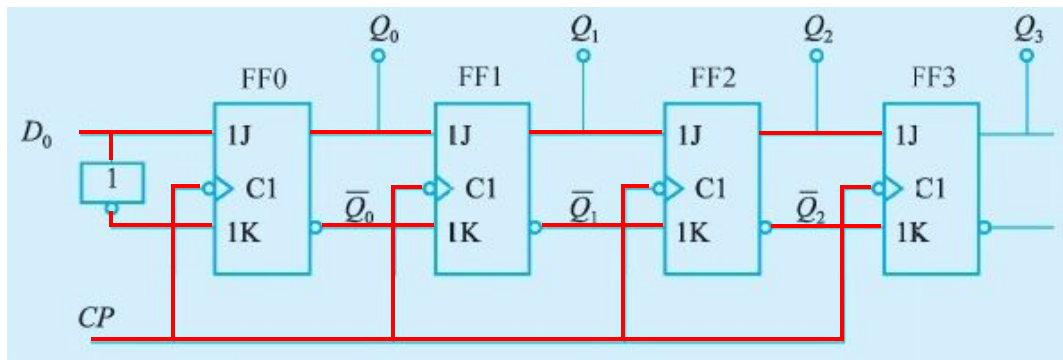 Q₀ Q₁ Q₂ Q₃
FF0 FF1 FF2 FF3
D₀ 1J 1J 1J 1J
1 C1 C1 C1 C1
Q̅₀ Q̅₁ Q̅₂
1K 1K 1K 1K
CP